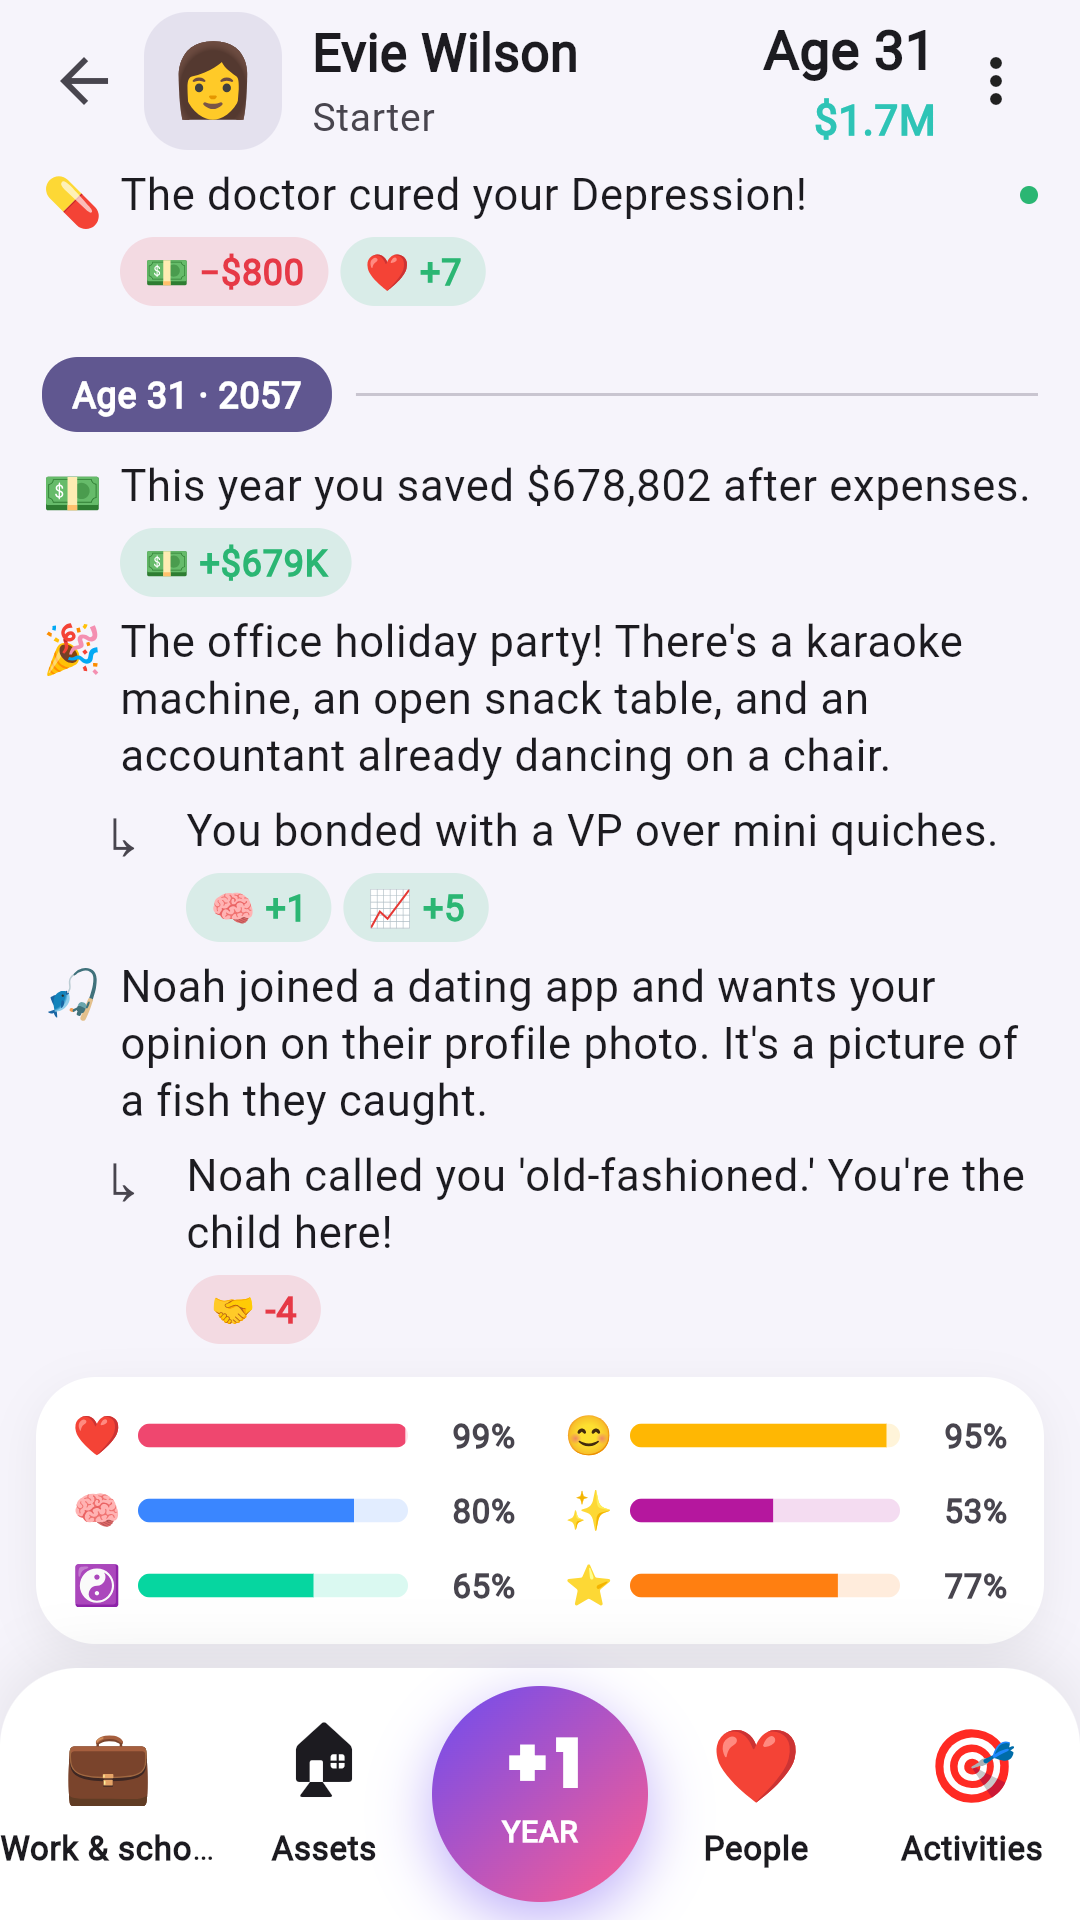 Evie Wilson
Starter
Age 31
$1.7M
The doctor cured your Depression!
–$800
+7
Age 31 · 2057
This year you saved $678,802 after expenses.
+$679K
The office holiday party! There's a karaoke
machine, an open snack table, and an
accountant already dancing on a chair.
You bonded with a VP over mini quiches.
+1
+5
Noah joined a dating app and wants your
opinion on their profile photo. It's a picture of
a fish they caught.
Noah called you 'old-fashioned.' You're the
child here!
-4
99%
95%
80%
53%
65%
77%
Work & scho...
Assets
+1
YEAR
People
Activities